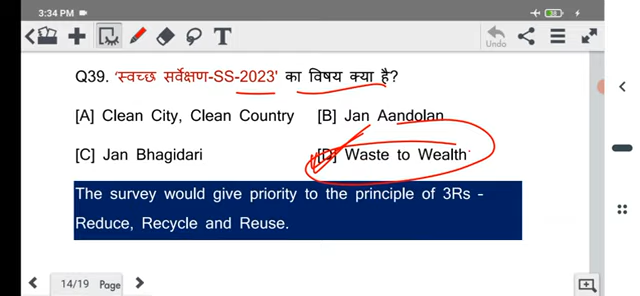 3:34 PM
38
Undo
Q39. 'स्वच्छ सर्वेक्षण-SS-2023' का विषय क्या है?
[A] Clean City, Clean Country [B] Jan Aandolan
[C] Jan Bhagidari [D] Waste to Wealth
The survey would give priority to the principle of 3Rs -
Reduce, Recycle and Reuse.
14/19 Page